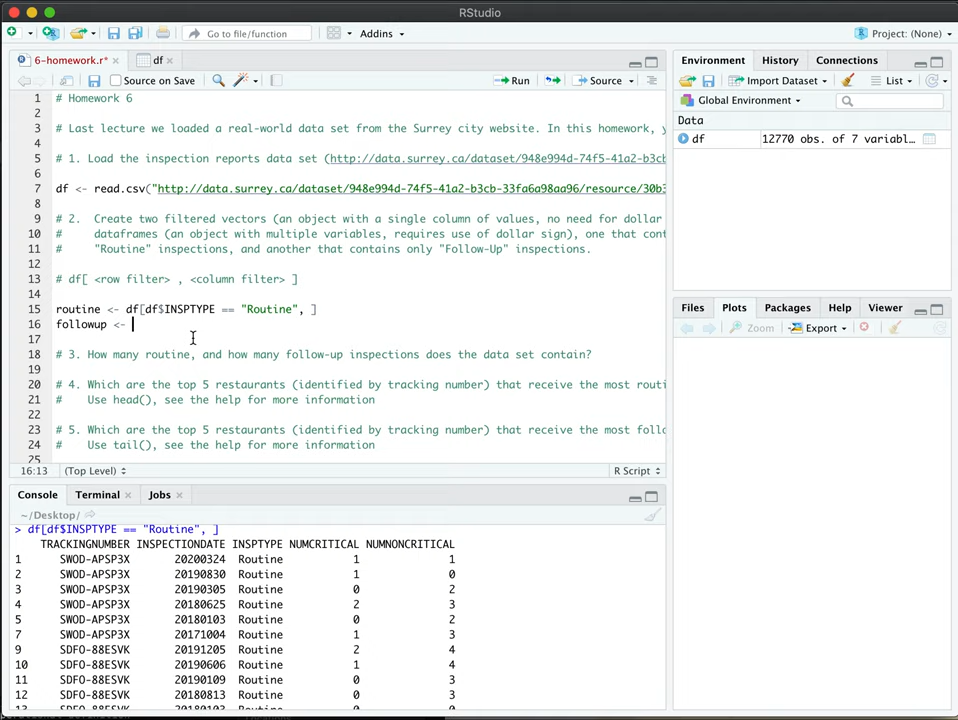 RStudio
Go to file/function
Addins
Project: (None)
6-homework.r*
df
Source on Save
Run
Source
1 # Homework 6
2
3 # Last lecture we loaded a real-world data set from the Surrey city website. In this homework, y
4
5 # 1. Load the inspection reports data set (http://data.surrey.ca/dataset/948e994d-74f5-41a2-b3cb
6
7 df <- read.csv("http://data.surrey.ca/dataset/948e994d-74f5-41a2-b3cb-33fa6a98aa96/resource/30b3
8
9 # 2. Create two filtered vectors (an object with a single column of values, no need for dollar
10 # dataframes (an object with multiple variables, requires use of dollar sign), one that cont
11 # "Routine" inspections, and another that contains only "Follow-Up" inspections.
12
13 # df[ <row filter> , <column filter> ]
14
15 routine <- df[df$INSPTYPE == "Routine", ]
16 followup <-
17
18 # 3. How many routine, and how many follow-up inspections does the data set contain?
19
20 # 4. Which are the top 5 restaurants (identified by tracking number) that receive the most routi
21 # Use head(), see the help for more information
22
23 # 5. Which are the top 5 restaurants (identified by tracking number) that receive the most follo
24 # Use tail(), see the help for more information
25
16:13
(Top Level)
R Script
Console
Terminal
Jobs
~/Desktop/
> df[df$INSPTYPE == "Routine", ]
TRACKINGNUMBER INSPECTIONDATE INSPTYPE NUMCRITICAL NUMNONCRITICAL
1 SWOD-APSP3X 20200324 Routine 1 1
2 SWOD-APSP3X 20190830 Routine 1 0
3 SWOD-APSP3X 20190305 Routine 0 2
4 SWOD-APSP3X 20180625 Routine 2 3
5 SWOD-APSP3X 20180103 Routine 0 2
7 SWOD-APSP3X 20171004 Routine 1 3
9 SDFO-88ESVK 20191205 Routine 2 4
10 SDFO-88ESVK 20190606 Routine 1 4
11 SDFO-88ESVK 20190109 Routine 0 3
12 SDFO-88ESVK 20180813 Routine 0 3
Environment
History
Connections
Import Dataset
List
Global Environment
Data
df 12770 obs. of 7 variabl…
Files
Plots
Packages
Help
Viewer
Zoom
Export